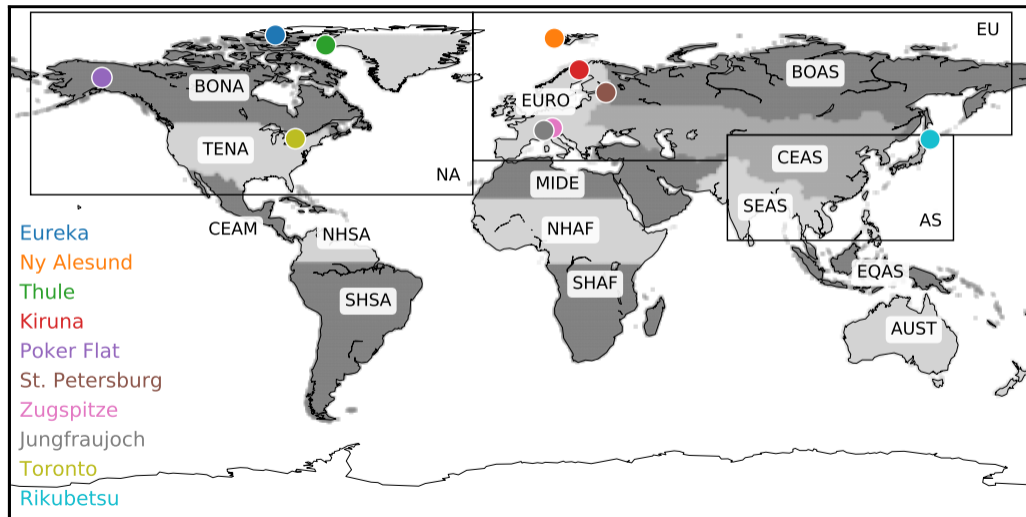 EU
BOAS
BONA
EURO
TENA
CEAS
NA
MIDE
SEAS
AS
CEAM
NHSA
NHAF
EQAS
SHSA
SHAF
AUST
Eureka
Ny Alesund
Thule
Kiruna
Poker Flat
St. Petersburg
Zugspitze
Jungfraujoch
Toronto
Rikubetsu